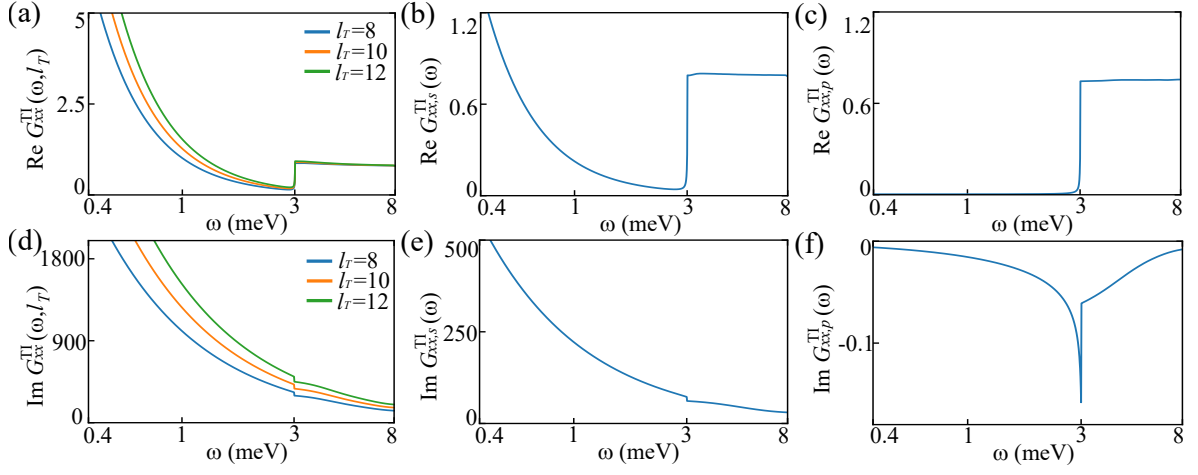 (a)
5
2.5
0
Re G_xx^TI (ω,l_T)
l_T=8
l_T=10
l_T=12
0.4 1 3 8
ω (meV)
(b)
1.2
0.6
0
Re G_xx,s^TI (ω)
0.4 1 3 8
ω (meV)
(c)
1.2
0.6
0
Re G_xx,p^TI (ω)
0.4 1 3 8
ω (meV)
(d)
1800
900
0
Im G_xx^TI (ω,l_T)
l_T=8
l_T=10
l_T=12
0.4 1 3 8
ω (meV)
(e)
500
250
0
Im G_xx,s^TI (ω)
0.4 1 3 8
ω (meV)
(f)
0
-0.1
Im G_xx,p^TI (ω)
0.4 1 3 8
ω (meV)